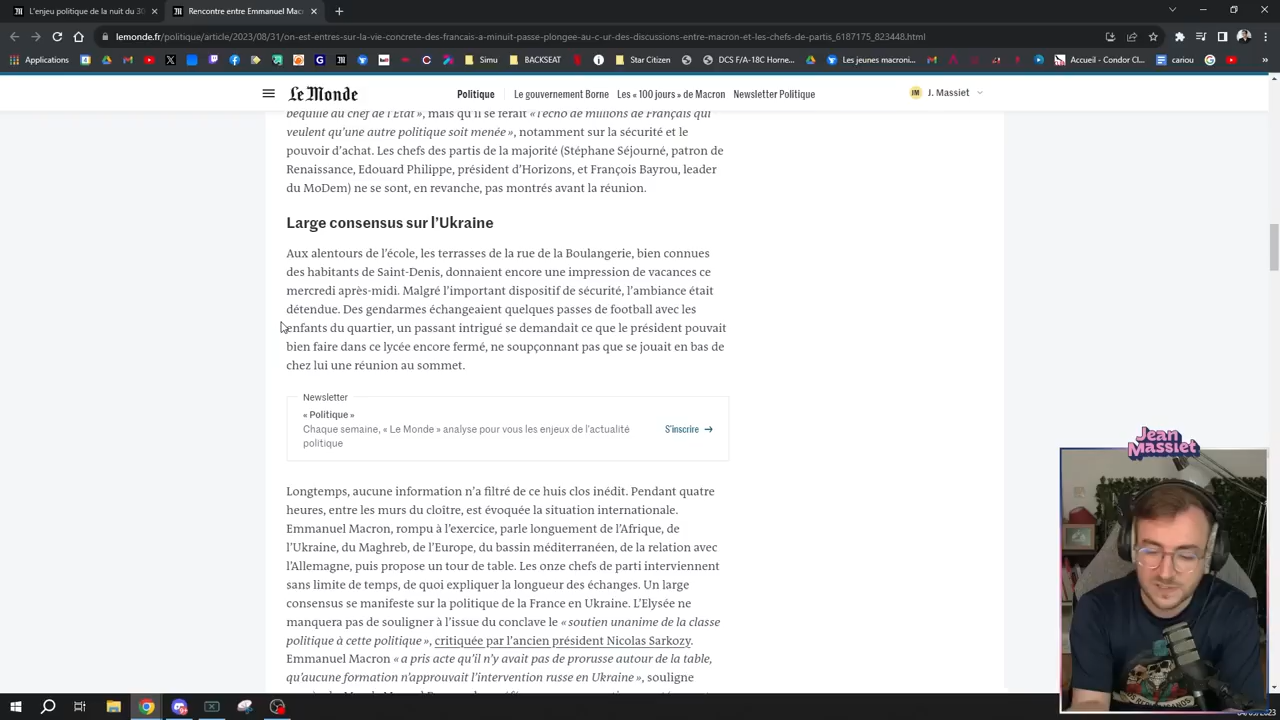 L'enjeu politique de la nuit du 30
Rencontre entre Emmanuel Mac
lemonde.fr/politique/article/2023/08/31/on-est-entres-sur-la-vie-concrete-des-francais-a-minuit-passe-plongee-au-c-ur-des-discussions-entre-macron-et-les-chefs-de-partis_6187175_823448.html
Applications
Simu
BACKSEAT
Star Citizen
DCS F/A-18C Horne...
Les jeunes macroni...
Accueil - Condor Cl...
cariou
»
Le Monde
Politique
Le gouvernement Borne
Les « 100 jours » de Macron
Newsletter Politique
JM
J. Massiet
béquille au chef de l'Etat », mais qu'il se ferait « l'écho de millions de Français qui
veulent qu'une autre politique soit menée », notamment sur la sécurité et le
pouvoir d'achat. Les chefs des partis de la majorité (Stéphane Séjourné, patron de
Renaissance, Edouard Philippe, président d'Horizons, et François Bayrou, leader
du MoDem) ne se sont, en revanche, pas montrés avant la réunion.
Large consensus sur l'Ukraine
Aux alentours de l'école, les terrasses de la rue de la Boulangerie, bien connues
des habitants de Saint-Denis, donnaient encore une impression de vacances ce
mercredi après-midi. Malgré l'important dispositif de sécurité, l'ambiance était
détendue. Des gendarmes échangeaient quelques passes de football avec les
enfants du quartier, un passant intrigué se demandait ce que le président pouvait
bien faire dans ce lycée encore fermé, ne soupçonnant pas que se jouait en bas de
chez lui une réunion au sommet.
Newsletter
« Politique »
Chaque semaine, « Le Monde » analyse pour vous les enjeux de l'actualité
politique
S'inscrire →
Longtemps, aucune information n'a filtré de ce huis clos inédit. Pendant quatre
heures, entre les murs du cloître, est évoquée la situation internationale.
Emmanuel Macron, rompu à l'exercice, parle longuement de l'Afrique, de
l'Ukraine, du Maghreb, de l'Europe, du bassin méditerranéen, de la relation avec
l'Allemagne, puis propose un tour de table. Les onze chefs de parti interviennent
sans limite de temps, de quoi expliquer la longueur des échanges. Un large
consensus se manifeste sur la politique de la France en Ukraine. L'Elysée ne
manquera pas de souligner à l'issue du conclave le « soutien unanime de la classe
politique à cette politique », critiquée par l'ancien président Nicolas Sarkozy.
Emmanuel Macron « a pris acte qu'il n'y avait pas de prorusse autour de la table,
qu'aucune formation n'approuvait l'intervention russe en Ukraine », souligne
Jean
Massiet